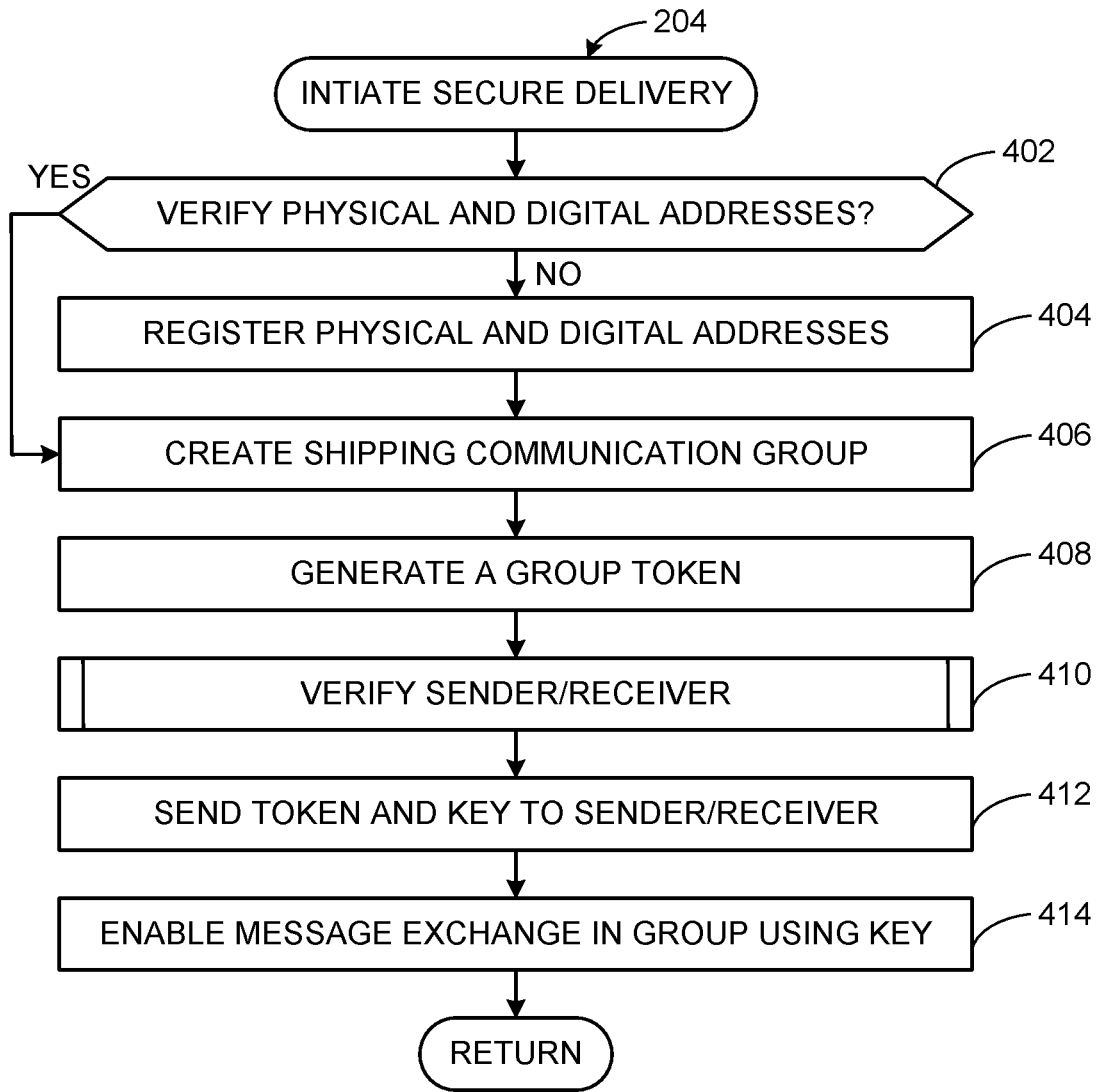 204
INTIATE SECURE DELIVERY
402
YES
VERIFY PHYSICAL AND DIGITAL ADDRESSES?
NO
REGISTER PHYSICAL AND DIGITAL ADDRESSES
404
CREATE SHIPPING COMMUNICATION GROUP
406
GENERATE A GROUP TOKEN
408
VERIFY SENDER/RECEIVER
410
SEND TOKEN AND KEY TO SENDER/RECEIVER
412
ENABLE MESSAGE EXCHANGE IN GROUP USING KEY
414
RETURN